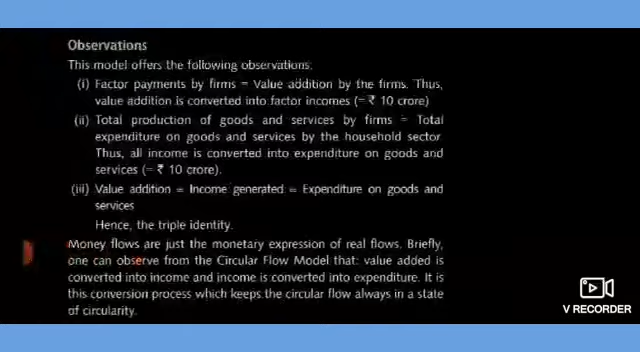 Observations
This model offers the following observations:
(i) Factor payments by firms = Value addition by the firms. Thus,
value addition is converted into factor incomes (= ₹ 10 crore)
(ii) Total production of goods and services by firms = Total
expenditure on goods and services by the household sector.
Thus, all income is converted into expenditure on goods and
services (= ₹ 10 crore).
(iii) Value addition = Income generated = Expenditure on goods and
services
Hence, the triple identity.
Money flows are just the monetary expression of real flows. Briefly,
one can observe from the Circular Flow Model that: value added is
converted into income and income is converted into expenditure. It is
this conversion process which keeps the circular flow always in a state
of circularity.
V RECORDER